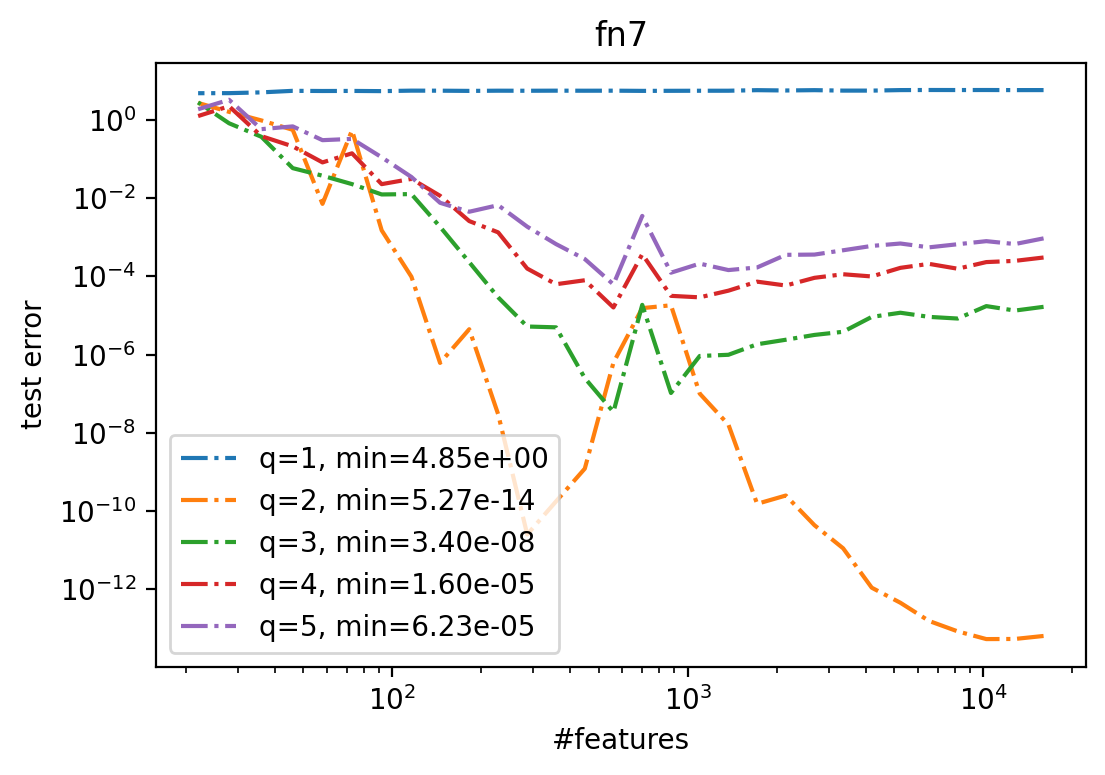 fn7
10^0
10^-2
10^-4
10^-6
10^-8
10^-10
10^-12
test error
q=1, min=4.85e+00
q=2, min=5.27e-14
q=3, min=3.40e-08
q=4, min=1.60e-05
q=5, min=6.23e-05
10^2 10^3 10^4
#features